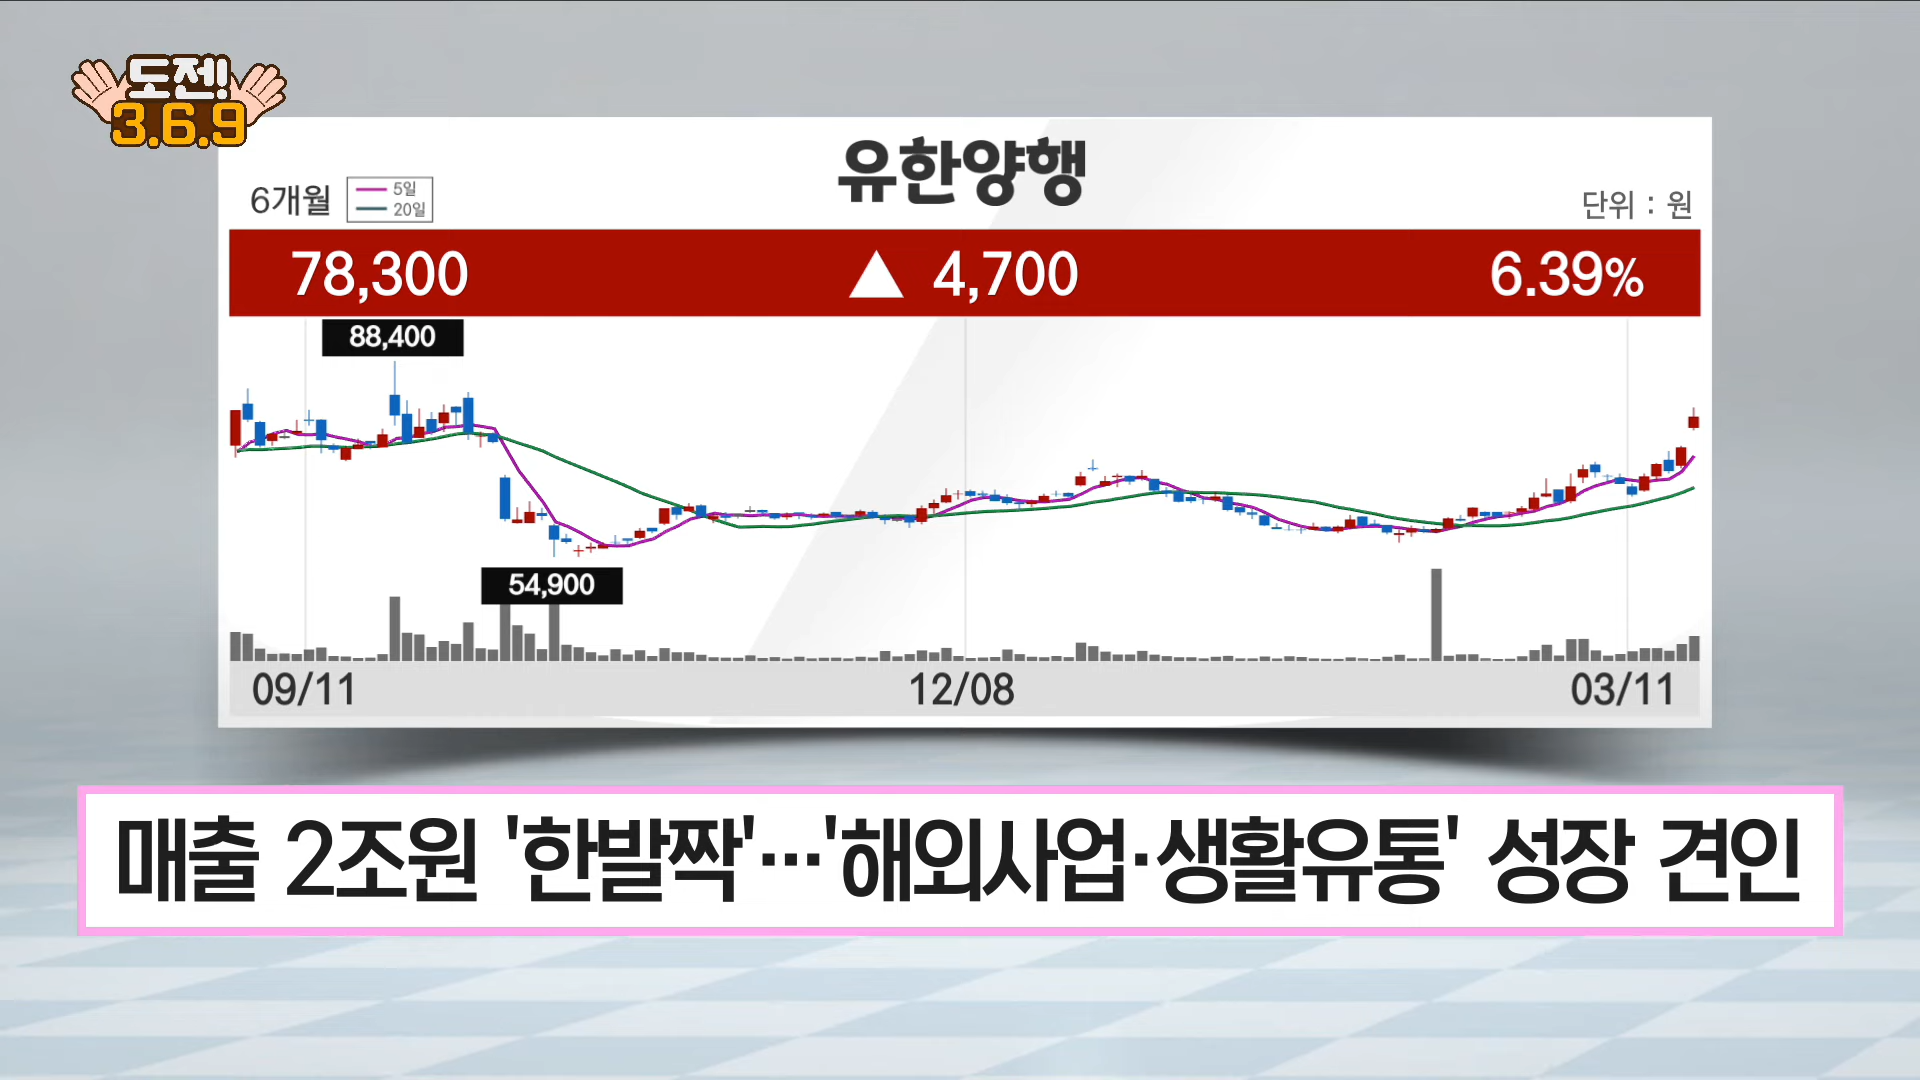 도전!
3.6.9
유한양행
6개월
5일
20일
단위 : 원
78,300 ▲ 4,700 6.39%
88,400
54,900
09/11 12/08 03/11
매출 2조원 '한발짝'…'해외사업·생활유통' 성장 견인